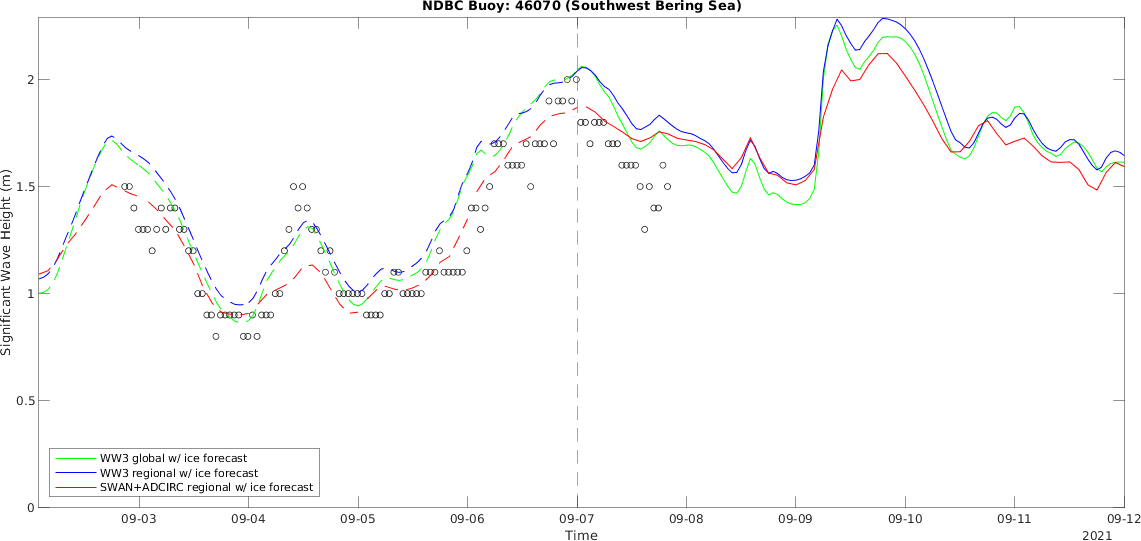 NDBC Buoy: 46070 (Southwest Bering Sea)
Significant Wave Height (m)
2
1.5
1
0.5
0
WW3 global w/ ice forecast
WW3 regional w/ ice forecast
SWAN+ADCIRC regional w/ ice forecast
09-03 09-04 09-05 09-06 09-07 09-08 09-09 09-10 09-11 09-12
Time
2021